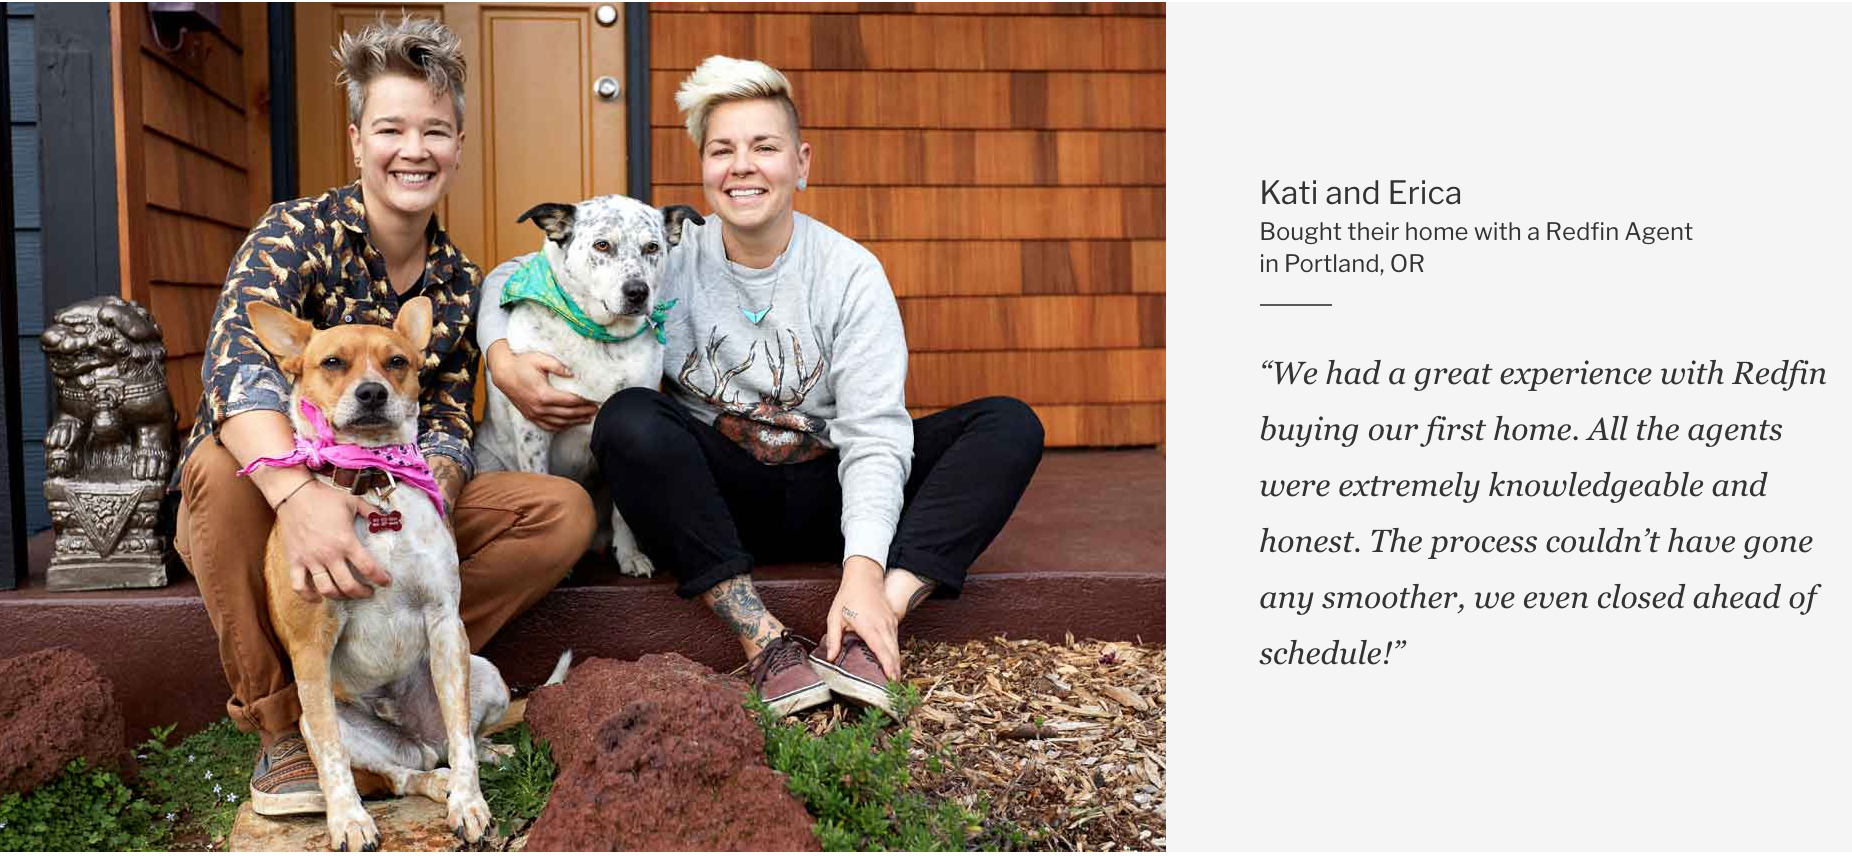 Kati and Erica
Bought their home with a Redfin Agent
in Portland, OR
“We had a great experience with Redfin
buying our first home. All the agents
were extremely knowledgeable and
honest. The process couldn’t have gone
any smoother, we even closed ahead of
schedule!”